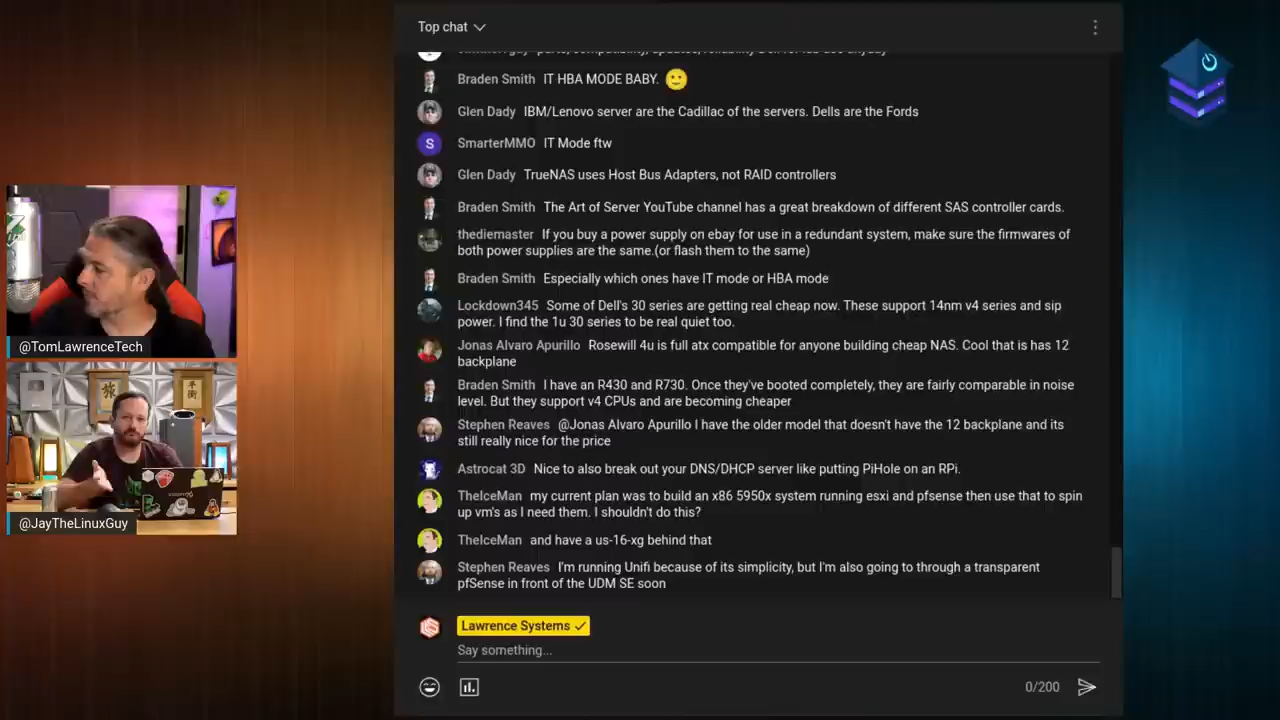 Top chat
Braden Smith IT HBA MODE BABY.
Glen Dady IBM/Lenovo server are the Cadillac of the servers. Dells are the Fords
S SmarterMMO IT Mode ftw
Glen Dady TrueNAS uses Host Bus Adapters, not RAID controllers
Braden Smith The Art of Server YouTube channel has a great breakdown of different SAS controller cards.
thediemaster If you buy a power supply on ebay for use in a redundant system, make sure the firmwares of
both power supplies are the same.(or flash them to the same)
Braden Smith Especially which ones have IT mode or HBA mode
Lockdown345 Some of Dell's 30 series are getting real cheap now. These support 14nm v4 series and sip
power. I find the 1u 30 series to be real quiet too.
Jonas Alvaro Apurillo Rosewill 4u is full atx compatible for anyone building cheap NAS. Cool that is has 12
backplane
Braden Smith I have an R430 and R730. Once they've booted completely, they are fairly comparable in noise
level. But they support v4 CPUs and are becoming cheaper
Stephen Reaves @Jonas Alvaro Apurillo I have the older model that doesn't have the 12 backplane and its
still really nice for the price
Astrocat 3D Nice to also break out your DNS/DHCP server like putting PiHole on an RPi.
TheIceMan my current plan was to build an x86 5950x system running esxi and pfsense then use that to spin
up vm's as I need them. I shouldn't do this?
TheIceMan and have a us-16-xg behind that
Stephen Reaves I'm running Unifi because of its simplicity, but I'm also going to through a transparent
pfSense in front of the UDM SE soon
Lawrence Systems
Say something...
0/200
@TomLawrenceTech
@JayTheLinuxGuy